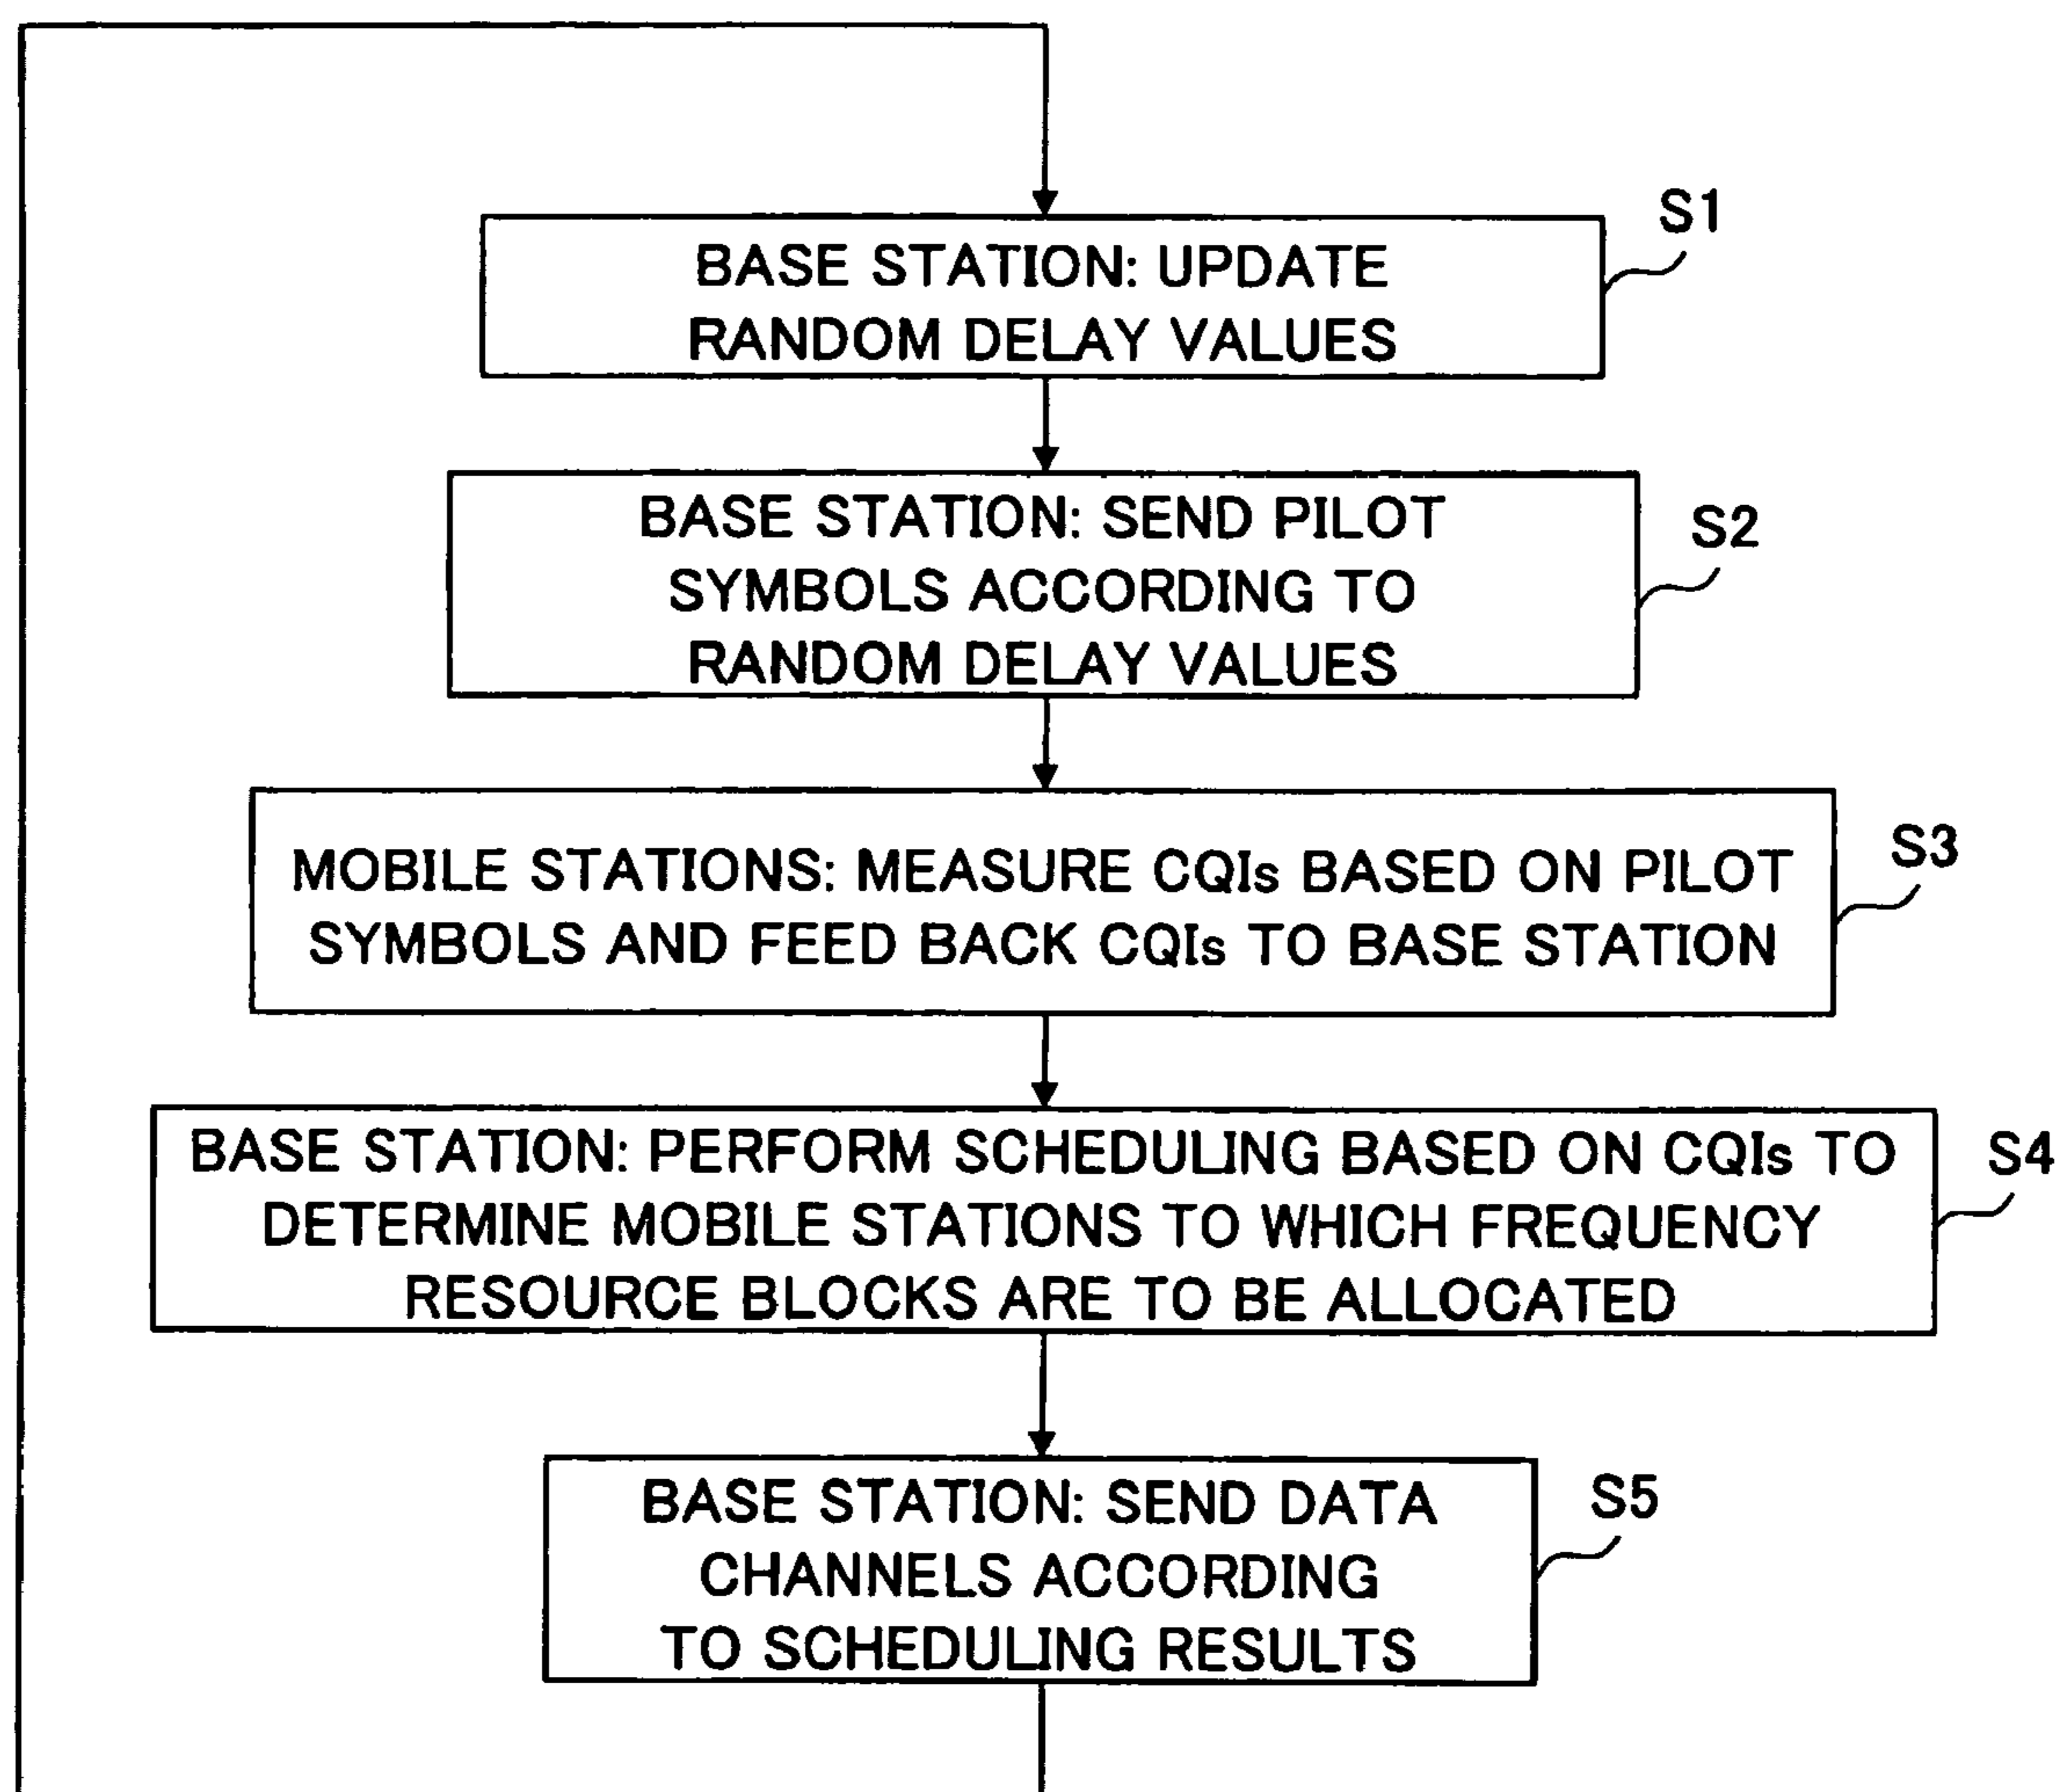 S1
BASE STATION: UPDATE
RANDOM DELAY VALUES
S2
BASE STATION: SEND PILOT
SYMBOLS ACCORDING TO
RANDOM DELAY VALUES
S3
MOBILE STATIONS: MEASURE CQIs BASED ON PILOT
SYMBOLS AND FEED BACK CQIs TO BASE STATION
S4
BASE STATION: PERFORM SCHEDULING BASED ON CQIs TO
DETERMINE MOBILE STATIONS TO WHICH FREQUENCY
RESOURCE BLOCKS ARE TO BE ALLOCATED
S5
BASE STATION: SEND DATA
CHANNELS ACCORDING
TO SCHEDULING RESULTS